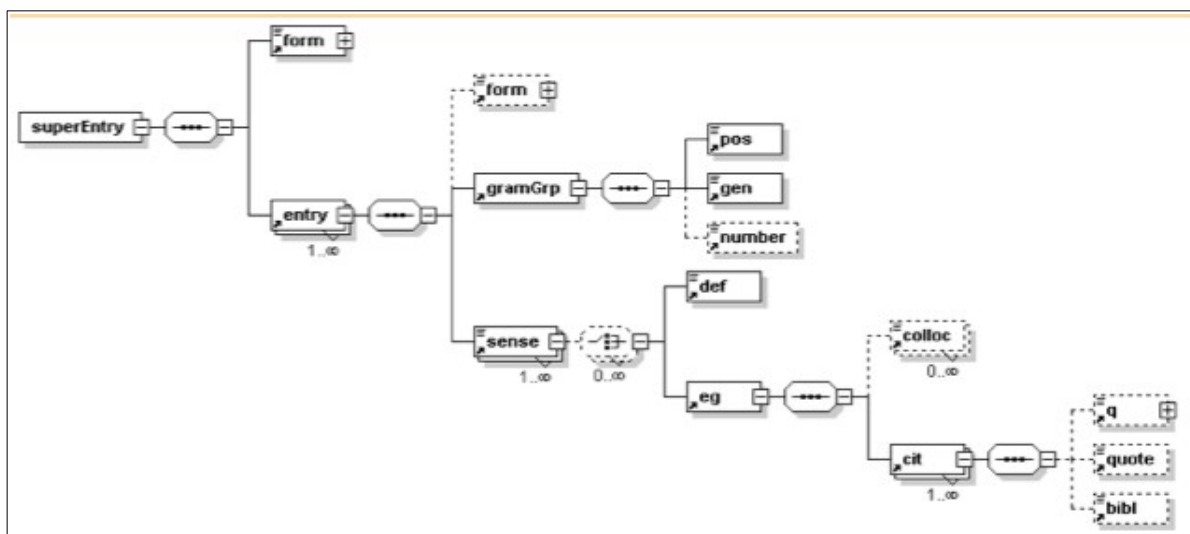 form
form
superEntry
pos
gramGrp
gen
entry
number
1..∞
def
colloc
sense
0..∞
1..∞
0..∞
eg
q
cit
quote
1..∞
bibl